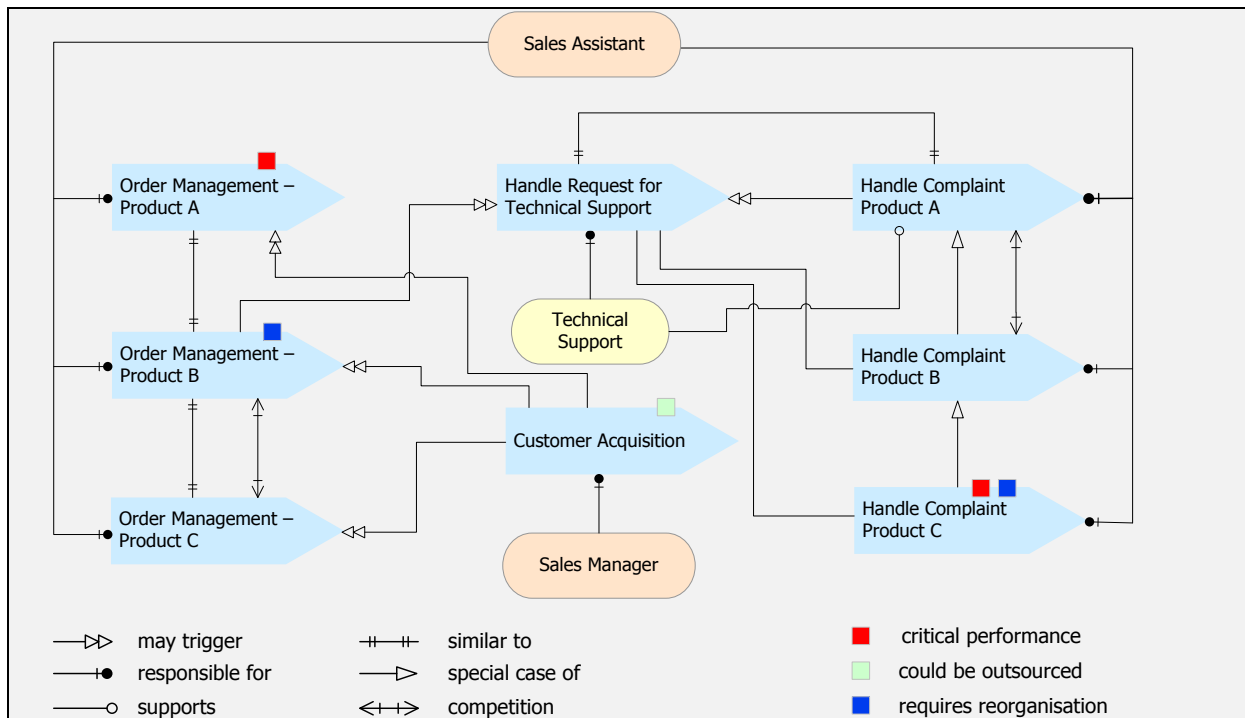 Sales Assistant
Order Management –
Product A
Handle Request for
Technical Support
Handle Complaint
Product A
Technical
Support
Order Management –
Product B
Handle Complaint
Product B
Customer Acquisition
Order Management –
Product C
Handle Complaint
Product C
Sales Manager
may trigger
similar to
critical performance
responsible for
special case of
could be outsourced
supports
competition
requires reorganisation